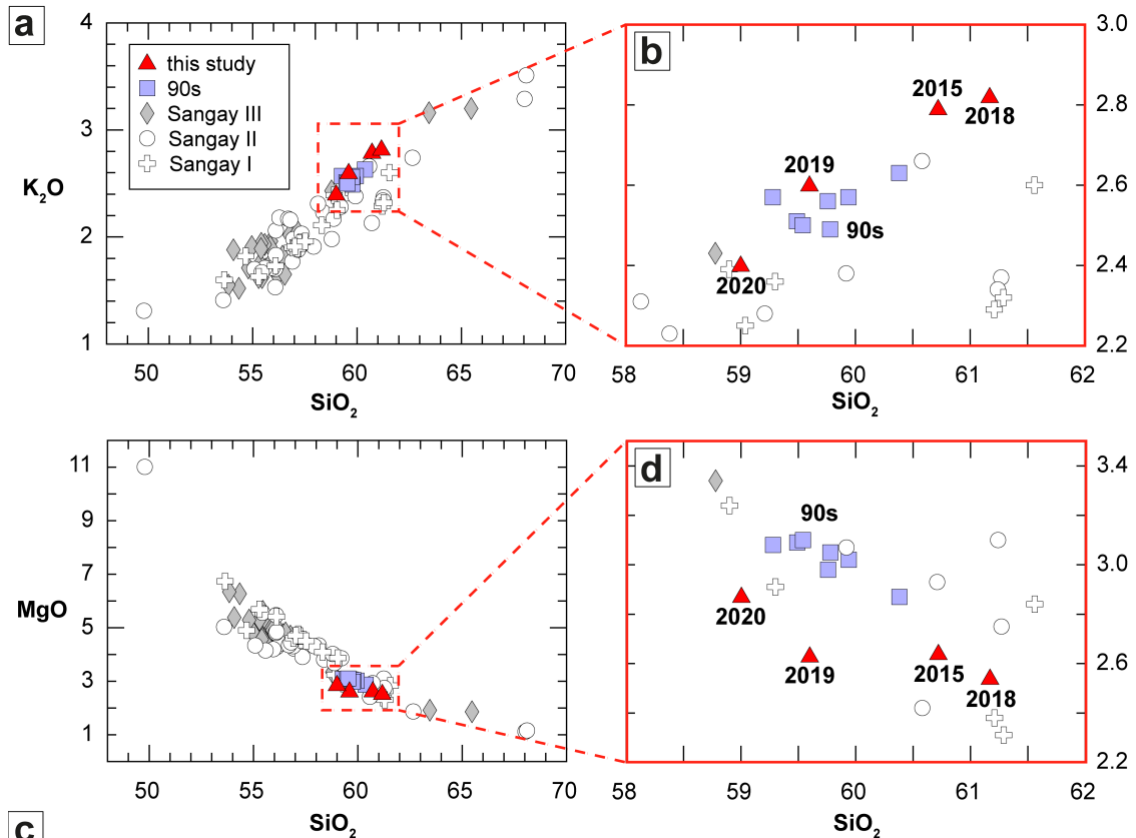 a
4
3
K₂O
2
1
this study
90s
Sangay III
Sangay II
Sangay I
50 55 60 65 70
SiO₂
b
3.0
2.8
2.6
2.4
2.2
2015
2018
2019
90s
2020
58 59 60 61 62
SiO₂
11
9
7
MgO
5
3
1
50 55 60 65 70
SiO₂
c
d
3.4
3.0
2.6
2.2
90s
2020
2019
2015
2018
58 59 60 61 62
SiO₂